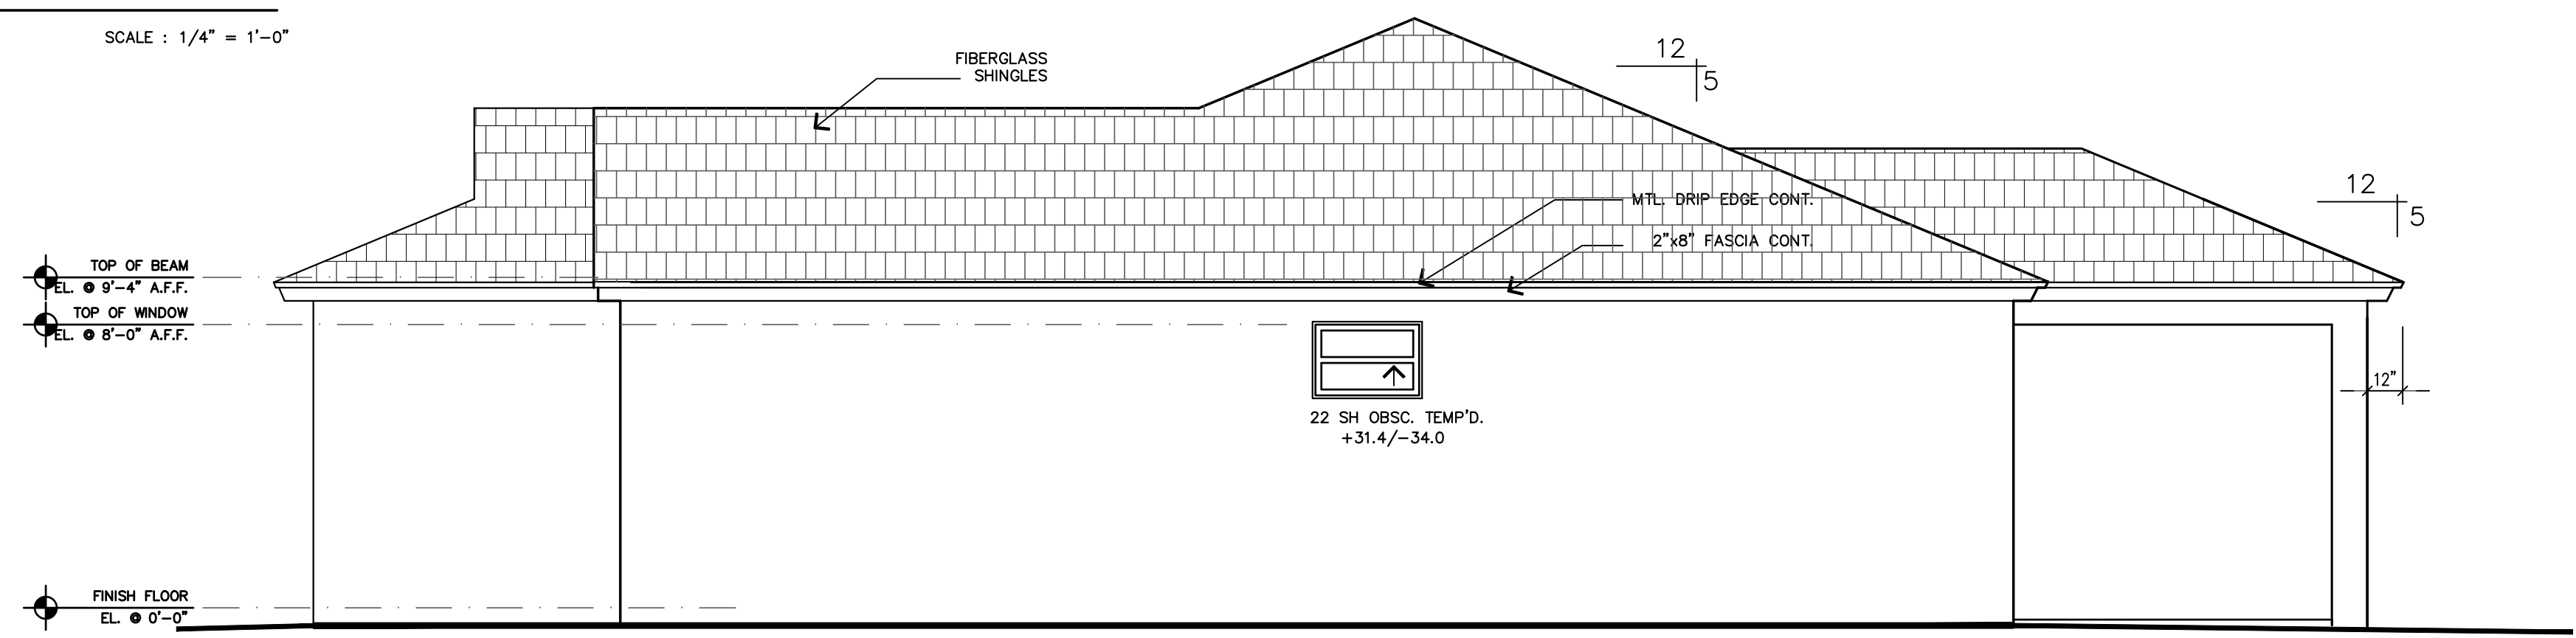 SCALE : 1/4" = 1'-0"
FIBERGLASS
SHINGLES
12
5
12
5
MTL. DRIP EDGE CONT.
2"x8" FASCIA CONT.
TOP OF BEAM
EL. @ 9'-4" A.F.F.
TOP OF WINDOW
EL. @ 8'-0" A.F.F.
12"
22 SH OBSC. TEMP'D.
+31.4/-34.0
FINISH FLOOR
EL. @ 0'-0"